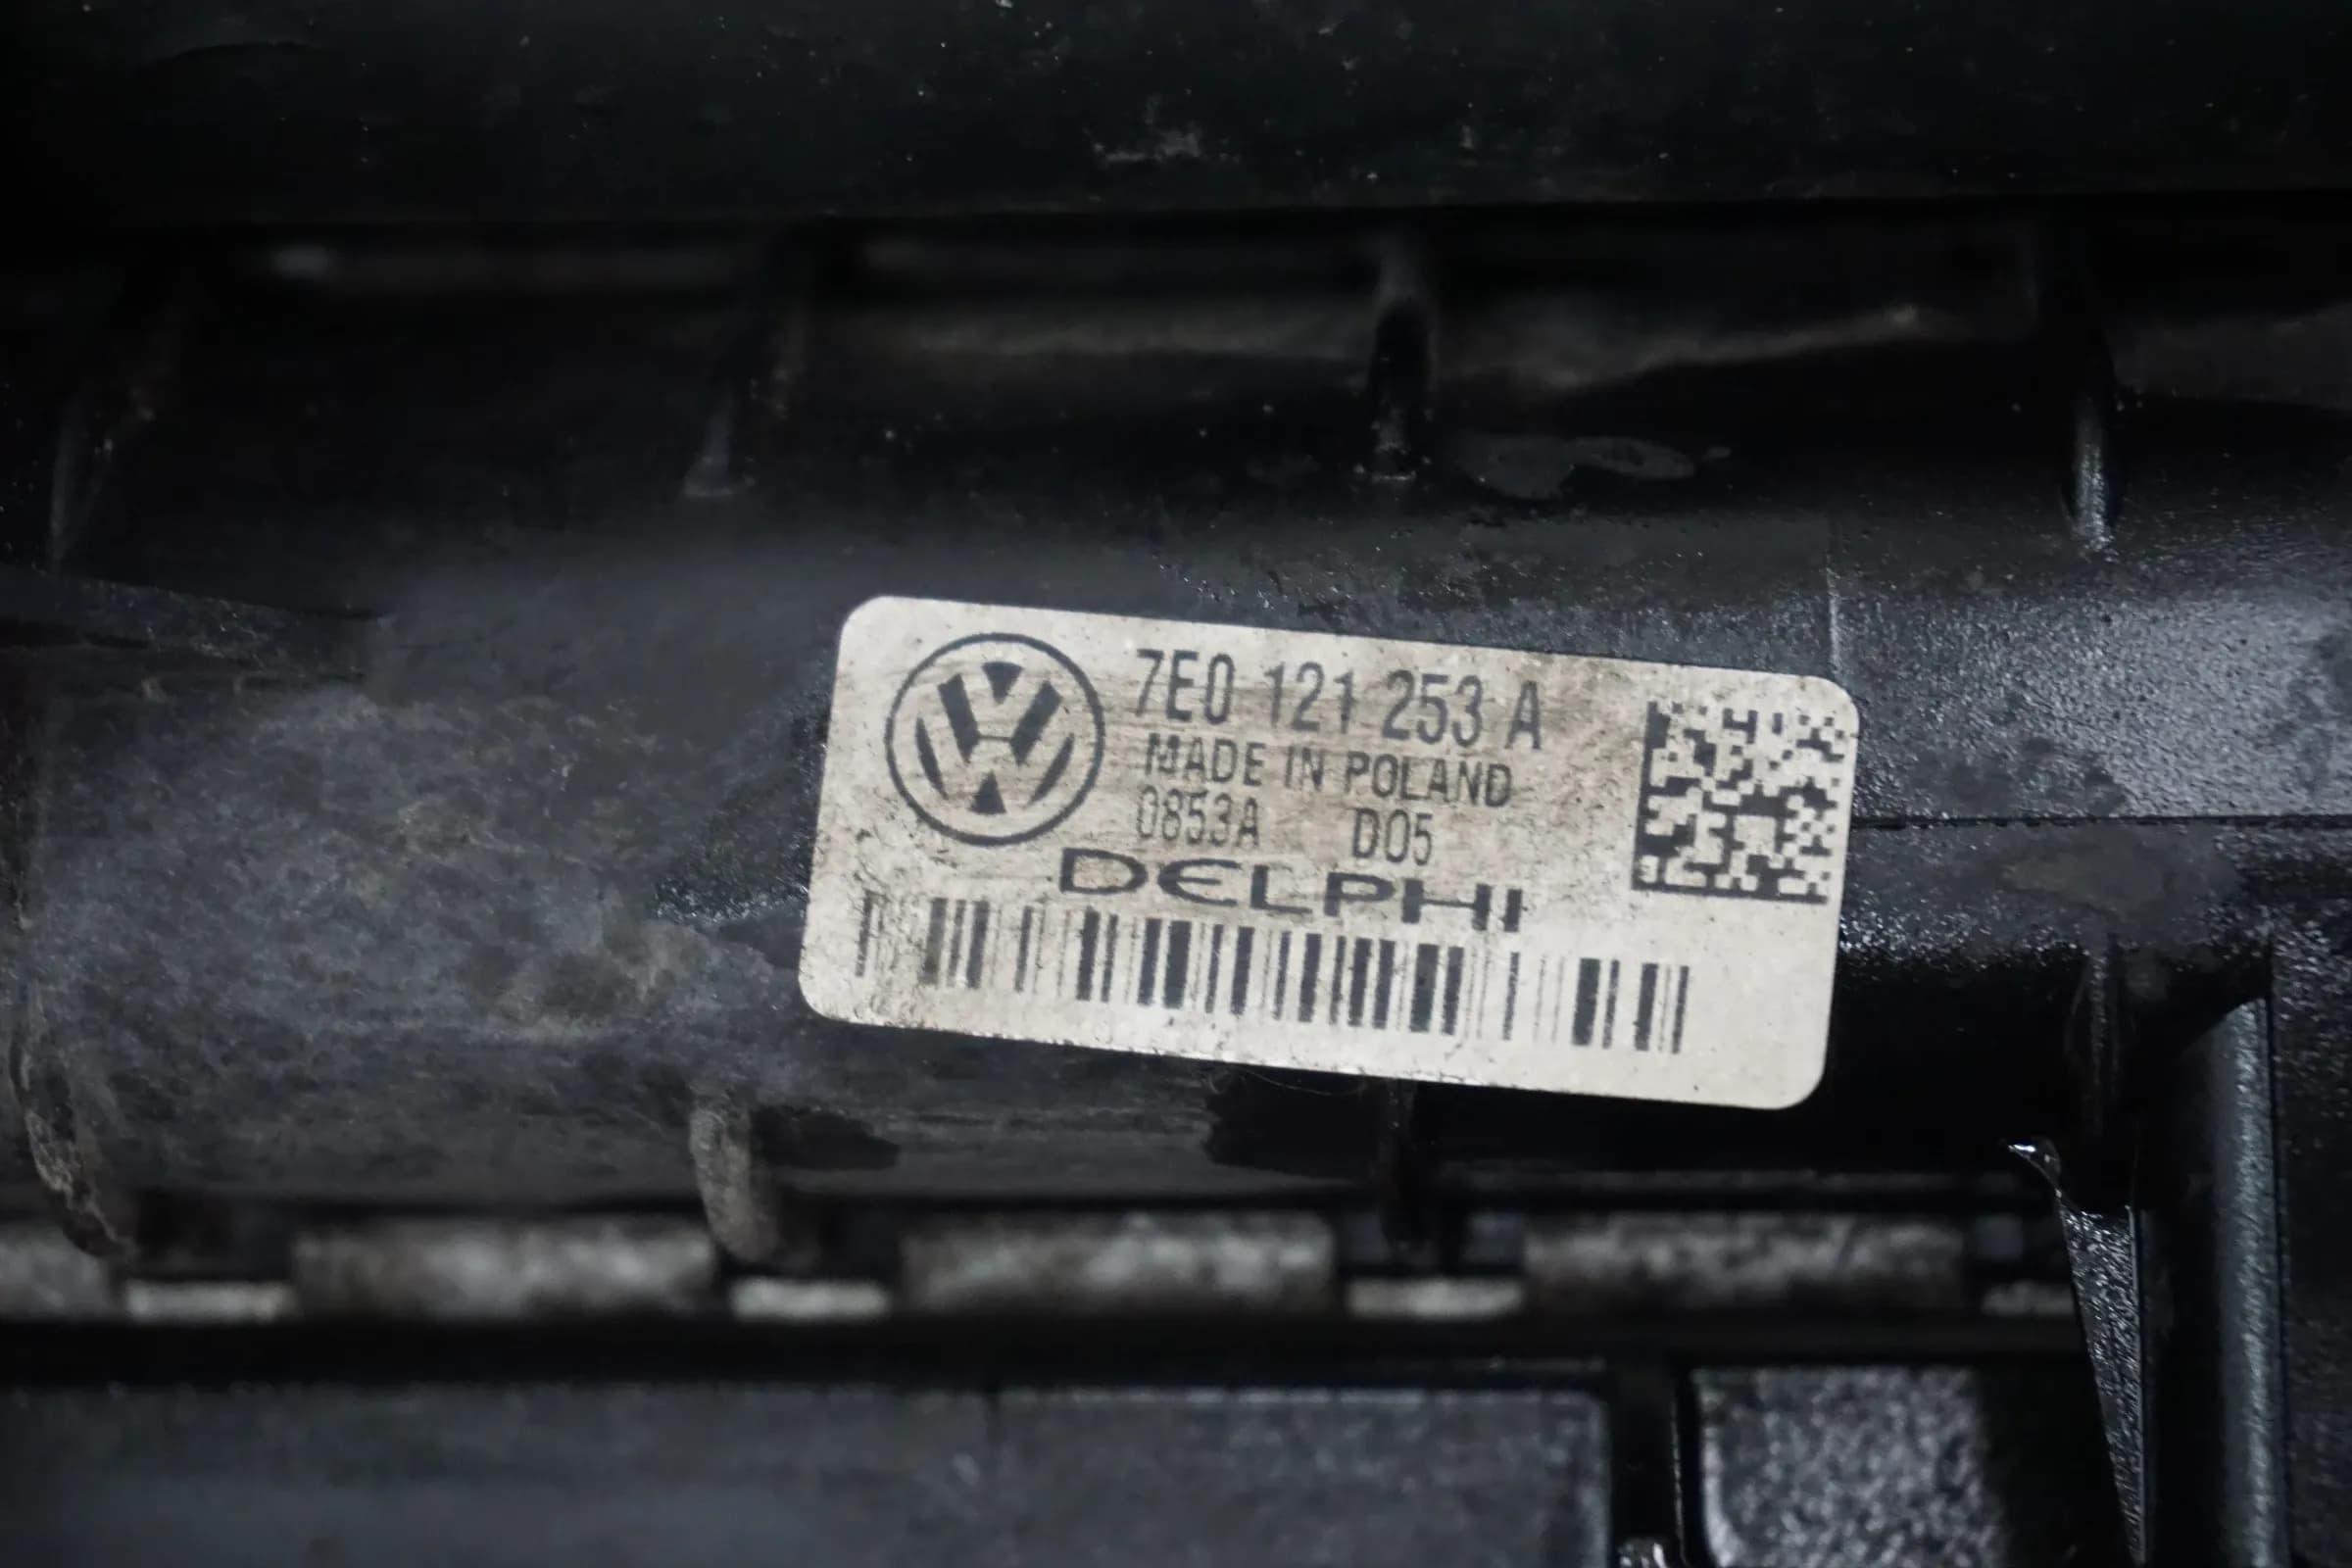 7E0 121 253 A
MADE IN POLAND
0853A D05
DELPHI